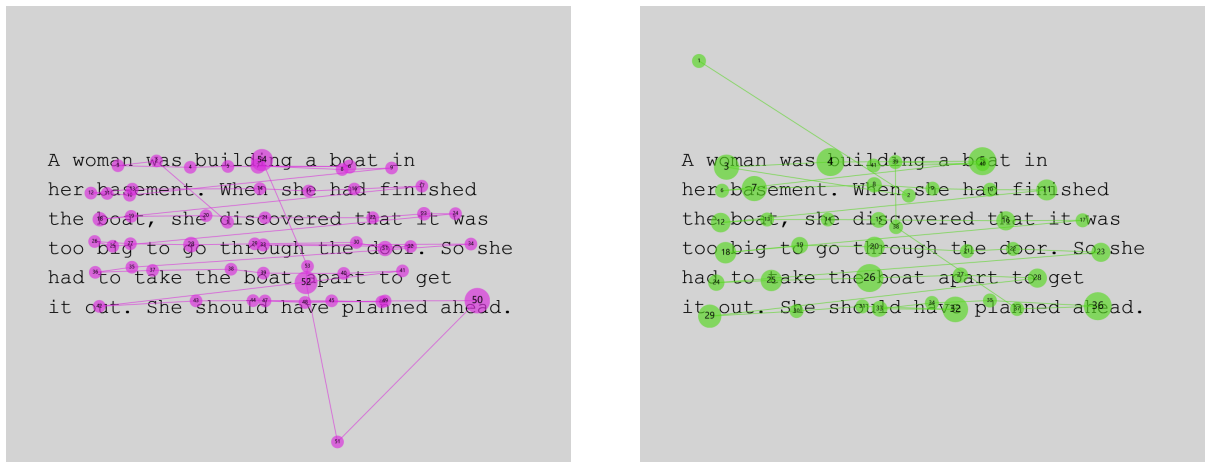 A woman was building a boat in
her basement. When she had finished
the boat, she discovered that it was
too big to go through the door. So she
had to take the boat apart to get
it out. She should have planned ahead.
A woman was building a boat in
her basement. When she had finished
the boat, she discovered that it was
too big to go through the door. So she
had to take the boat apart to get
it out. She should have planned ahead.